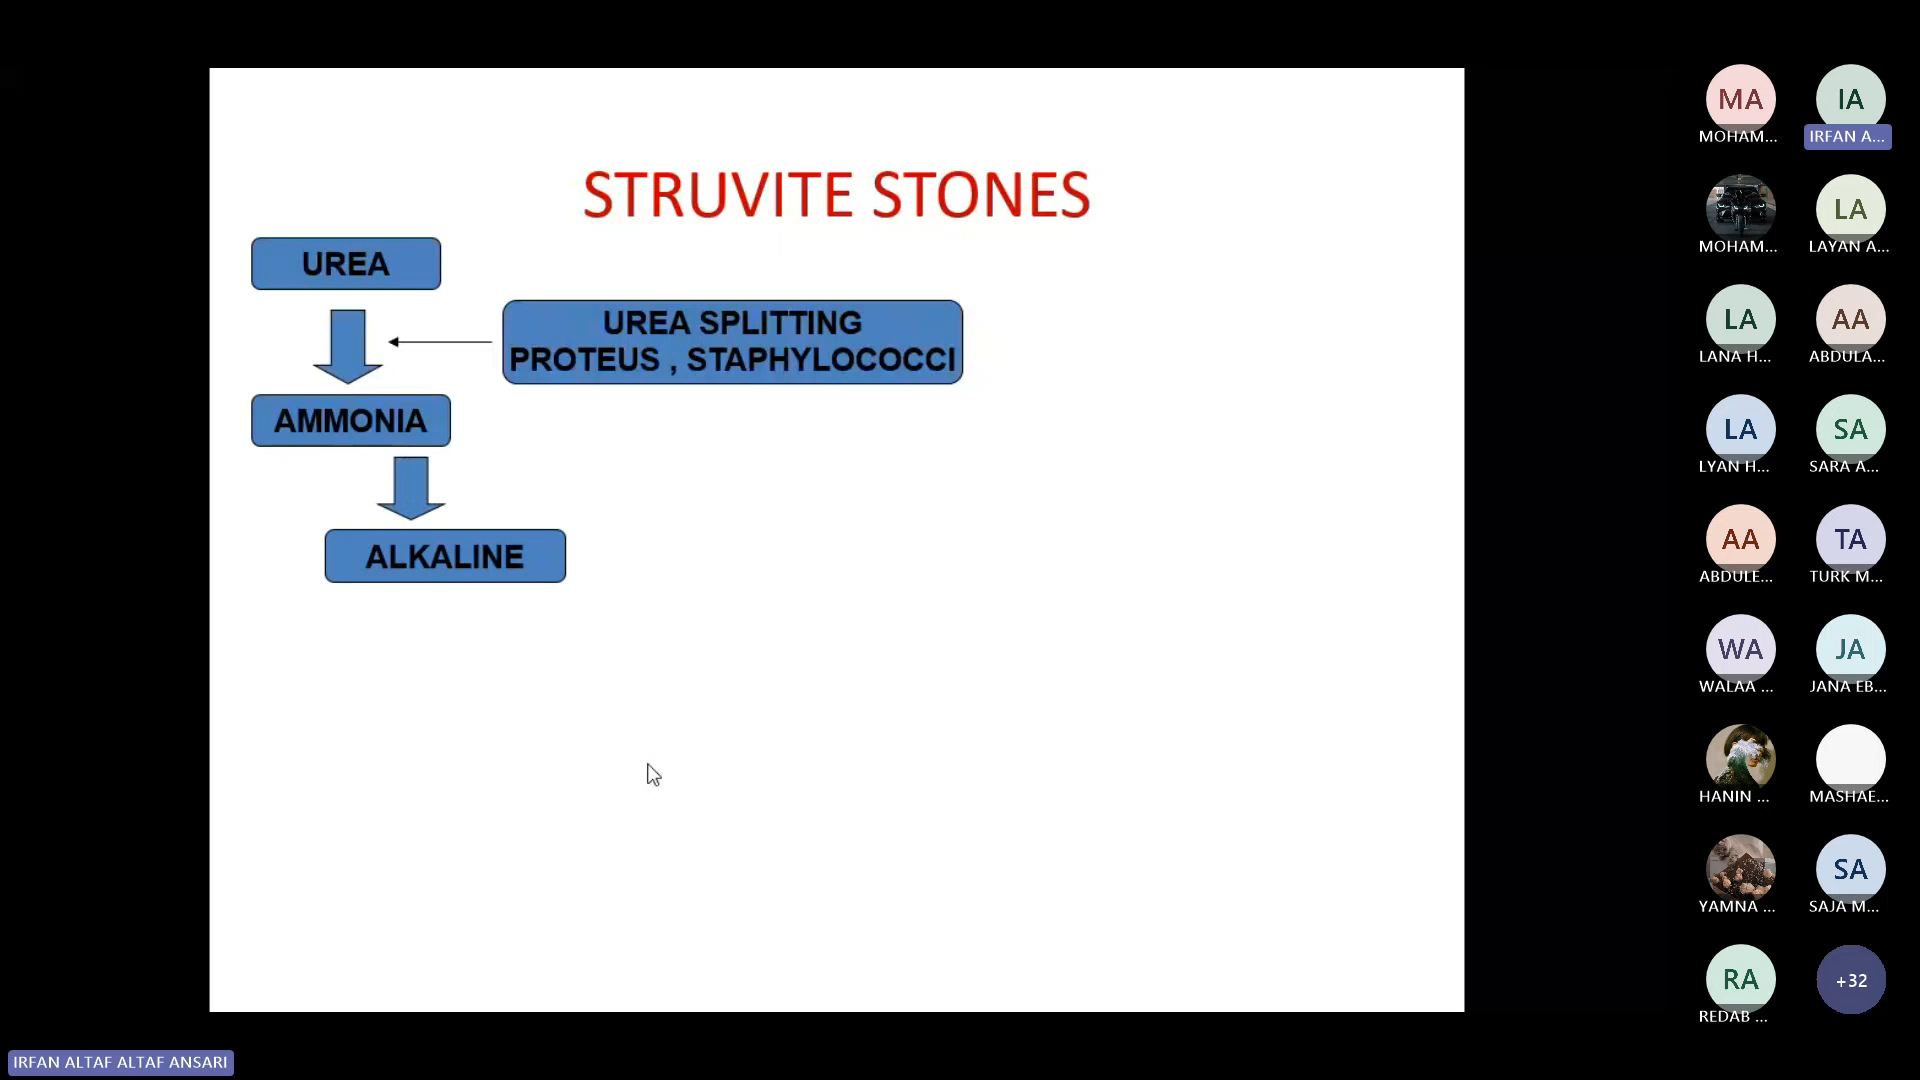 STRUVITE STONES
UREA
UREA SPLITTING
PROTEUS , STAPHYLOCOCCI
AMMONIA
ALKALINE
MA
MOHAM...
IA
IRFAN A...
MOHAM...
LA
LAYAN A...
LA
LANA H...
AA
ABDULA...
LA
LYAN H...
SA
SARA A...
AA
ABDULE...
TA
TURK M...
WA
WALAA ...
JA
JANA EB...
HANIN ...
MASHAE...
YAMNA ...
SA
SAJA M...
RA
REDAB ...
+32
IRFAN ALTAF ALTAF ANSARI